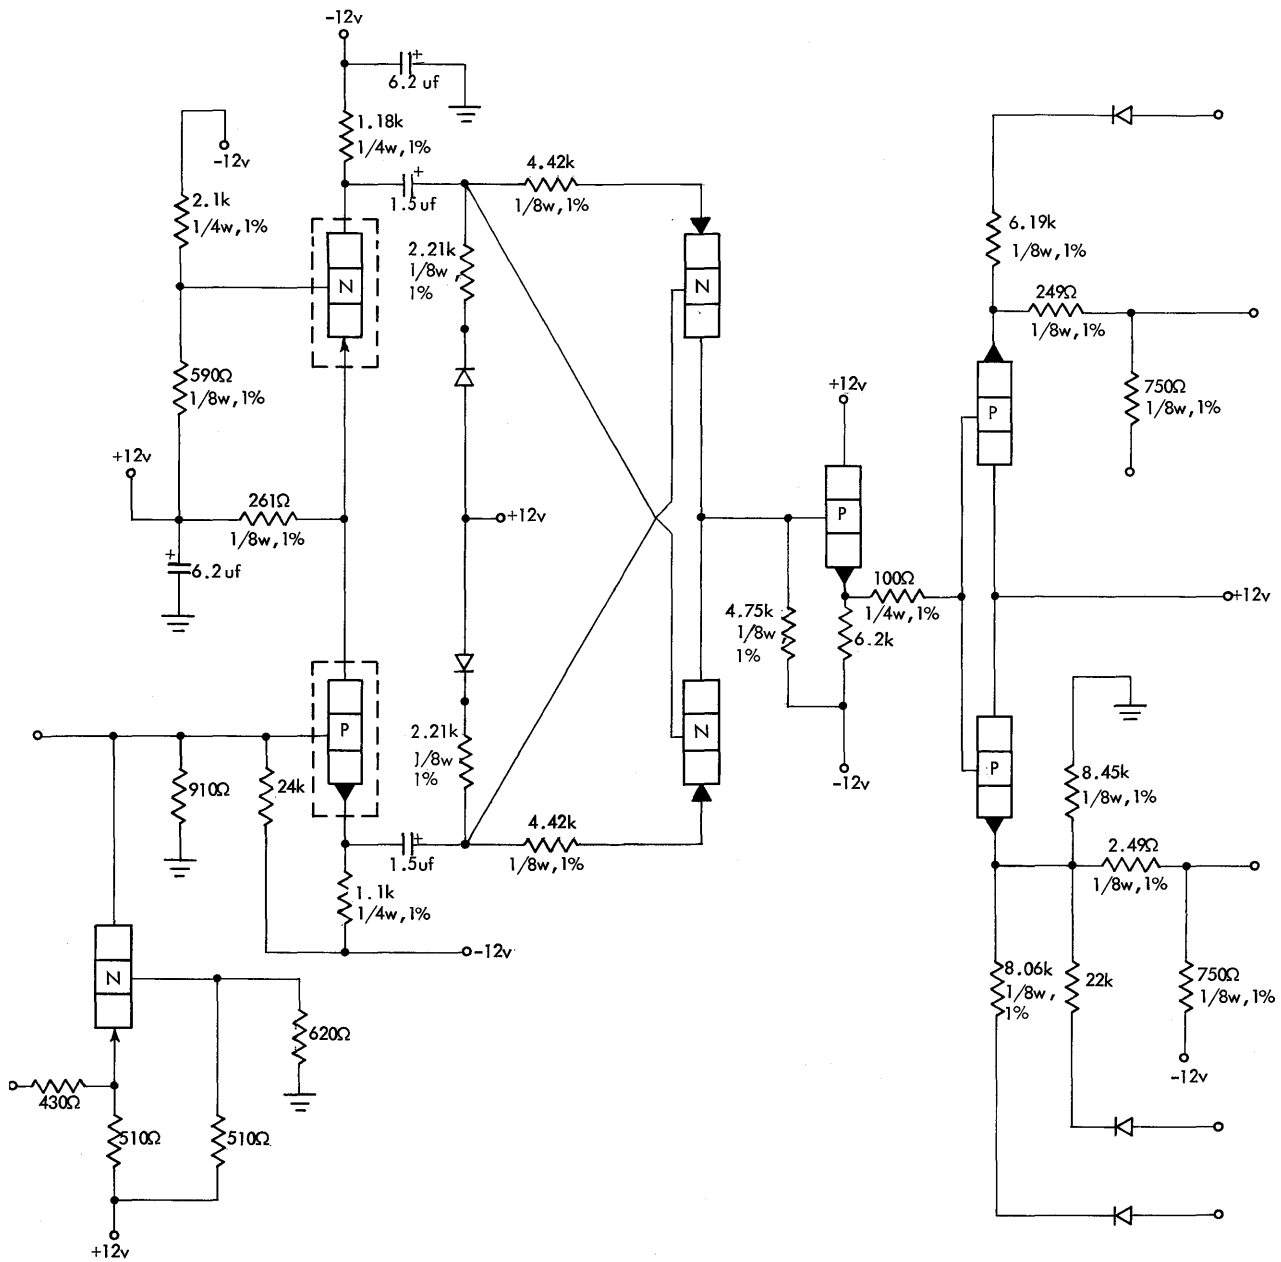 -12v
6.2 uf
+
1.18k
1/4w,1%
-12v
2.1k
1/4w,1%
+
1.5uf
4.42k
1/8w,1%
2.21k
1/8w,
1%
N
N
590Ω
1/8w,1%
+12v
261Ω
1/8w,1%
+
6.2uf
+12v
6.19k
1/8w,1%
249Ω
1/8w,1%
750Ω
1/8w,1%
P
+12v
P
100Ω
1/4w,1%
4.75k
1/8w
1%
6.2k
-12v
+12v
P
2.21k
1/8w
1%
N
910Ω
24k
+
1.5uf
4.42k
1/8w,1%
1.1k
1/4w,1%
-12v
P
8.45k
1/8w,1%
2.49Ω
1/8w,1%
8.06k
1/8w,
1%
22k
750Ω
1/8w,1%
-12v
N
620Ω
430Ω
510Ω
510Ω
+12v